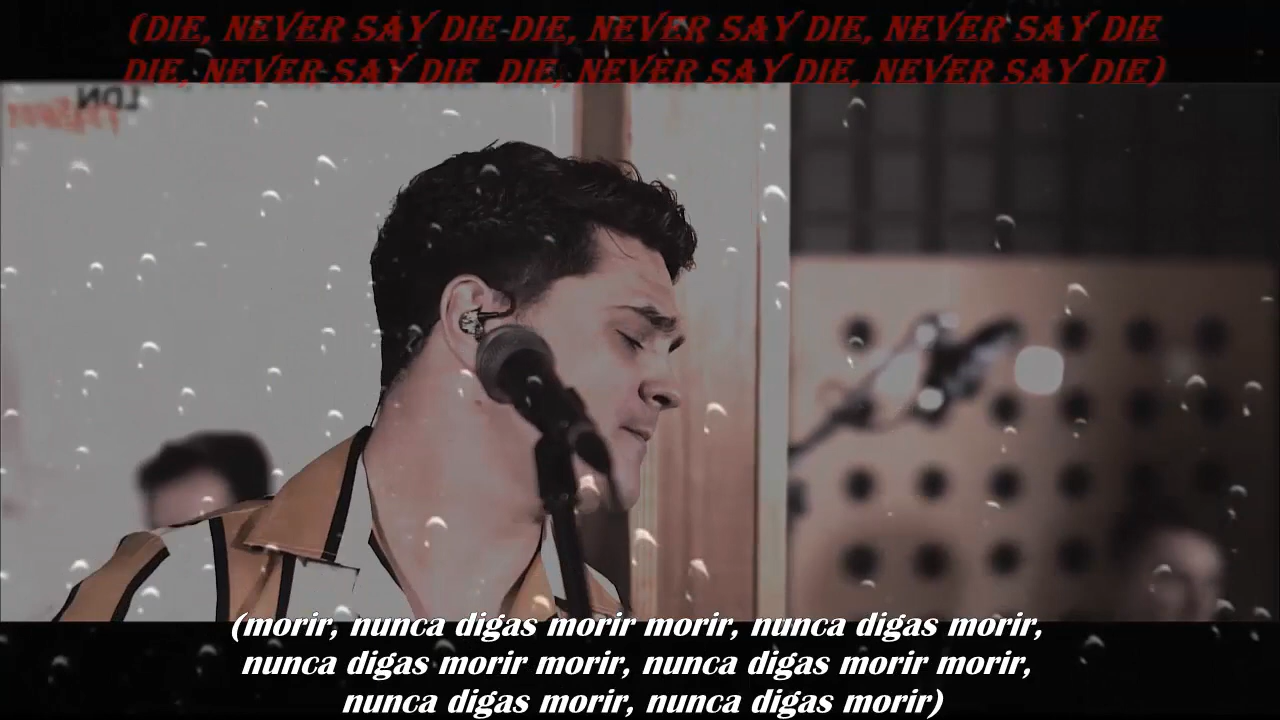 (DIE, NEVER SAY DIE DIE, NEVER SAY DIE, NEVER SAY DIE
DIE, NEVER SAY DIE  DIE, NEVER SAY DIE, NEVER SAY DIE)
LDN
(morir, nunca digas morir morir, nunca digas morir,
nunca digas morir morir, nunca digas morir morir,
nunca digas morir, nunca digas morir)